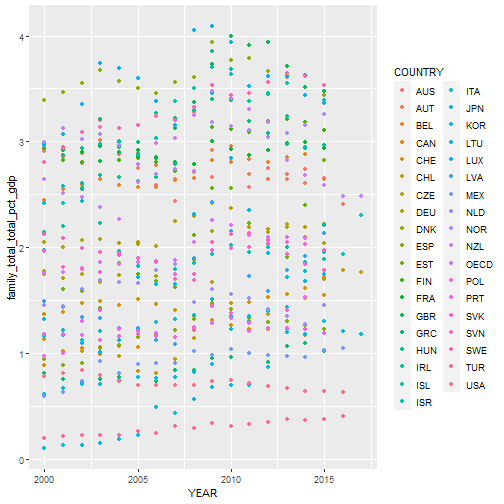 4
3
2
1
0
family_total_total_pct_gdp
2000
2005
2010
2015
YEAR
COUNTRY
AUS
AUT
BEL
CAN
CHE
CHL
CZE
DEU
DNK
ESP
EST
FIN
FRA
GBR
GRC
HUN
IRL
ISL
ISR
ITA
JPN
KOR
LTU
LUX
LVA
MEX
NLD
NOR
NZL
OECD
POL
PRT
SVK
SVN
SWE
TUR
USA